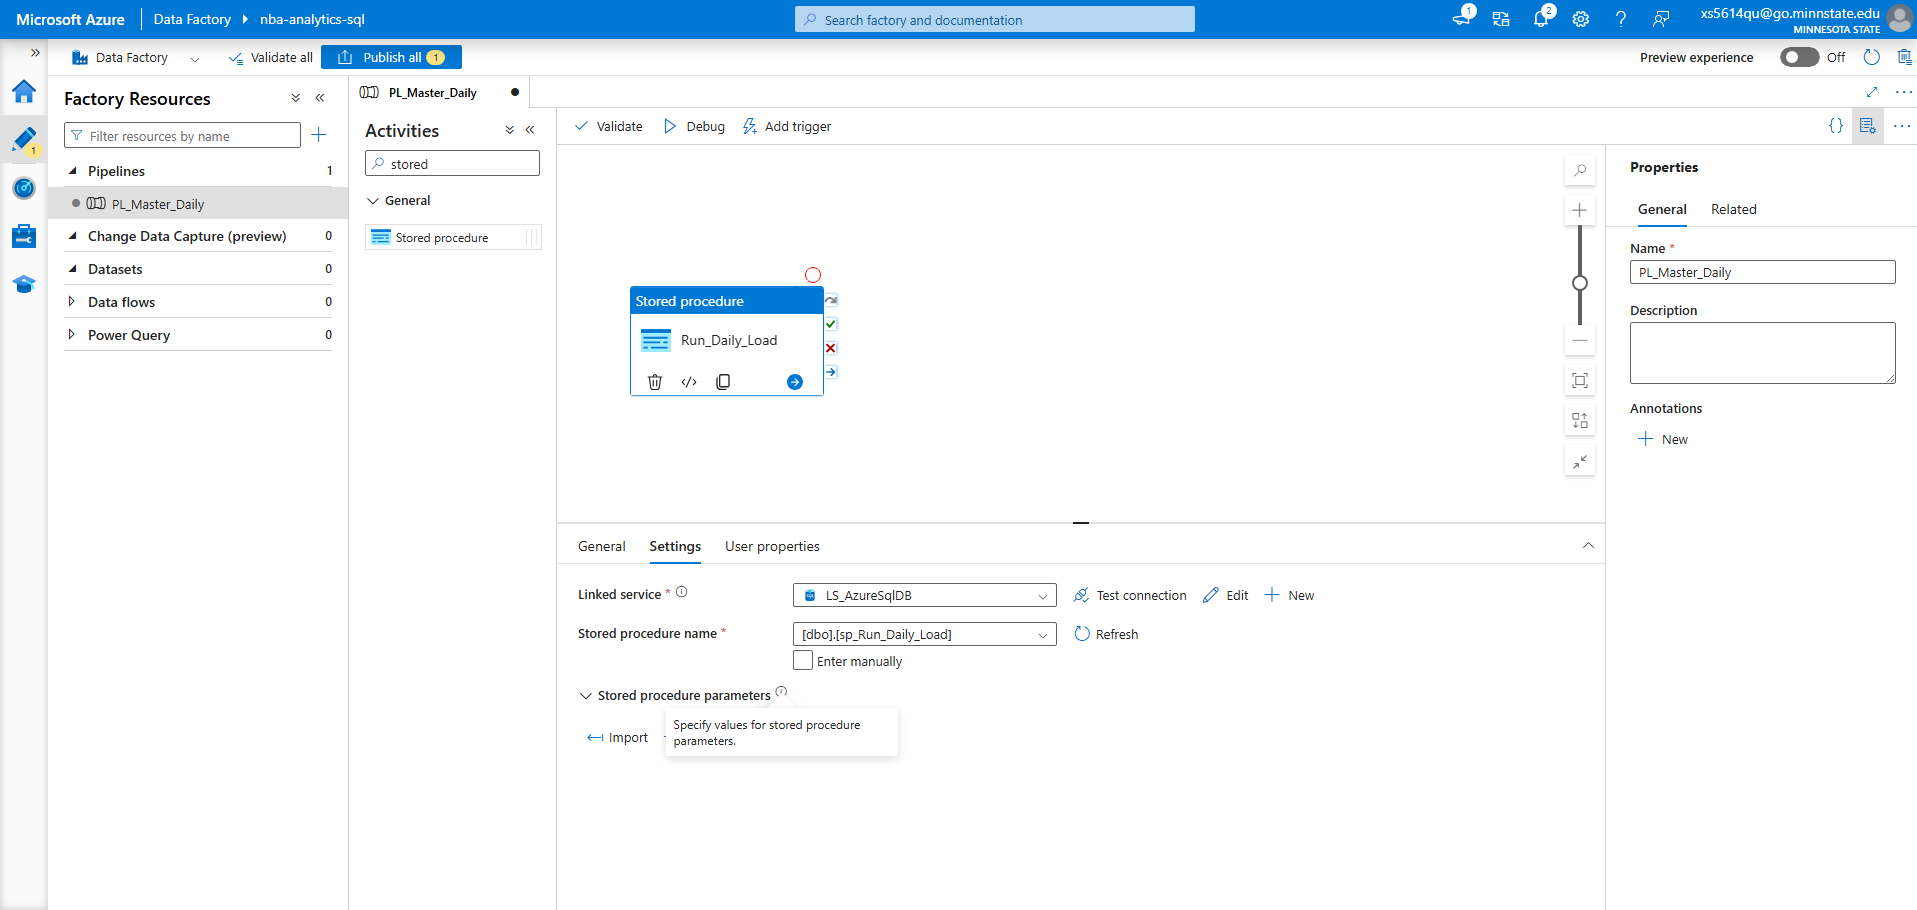 Microsoft Azure
Data Factory
nba-analytics-sql
Search factory and documentation
1
2
xs5614qu@go.minnstate.edu
MINNESOTA STATE
Data Factory
Validate all
Publish all 1
Preview experience
Off
1
Factory Resources
Filter resources by name
Pipelines 1
PL_Master_Daily
Change Data Capture (preview) 0
Datasets 0
Data flows 0
Power Query 0
PL_Master_Daily
Activities
stored
General
Stored procedure
Validate
Debug
Add trigger
{}
Stored procedure
Run_Daily_Load
General
Settings
User properties
Linked service *
LS_AzureSqlDB
Test connection
Edit
New
Stored procedure name *
[dbo].[sp_Run_Daily_Load]
Refresh
Enter manually
Stored procedure parameters
Specify values for stored procedure
parameters.
Import
Properties
General
Related
Name *
PL_Master_Daily
Description
Annotations
New